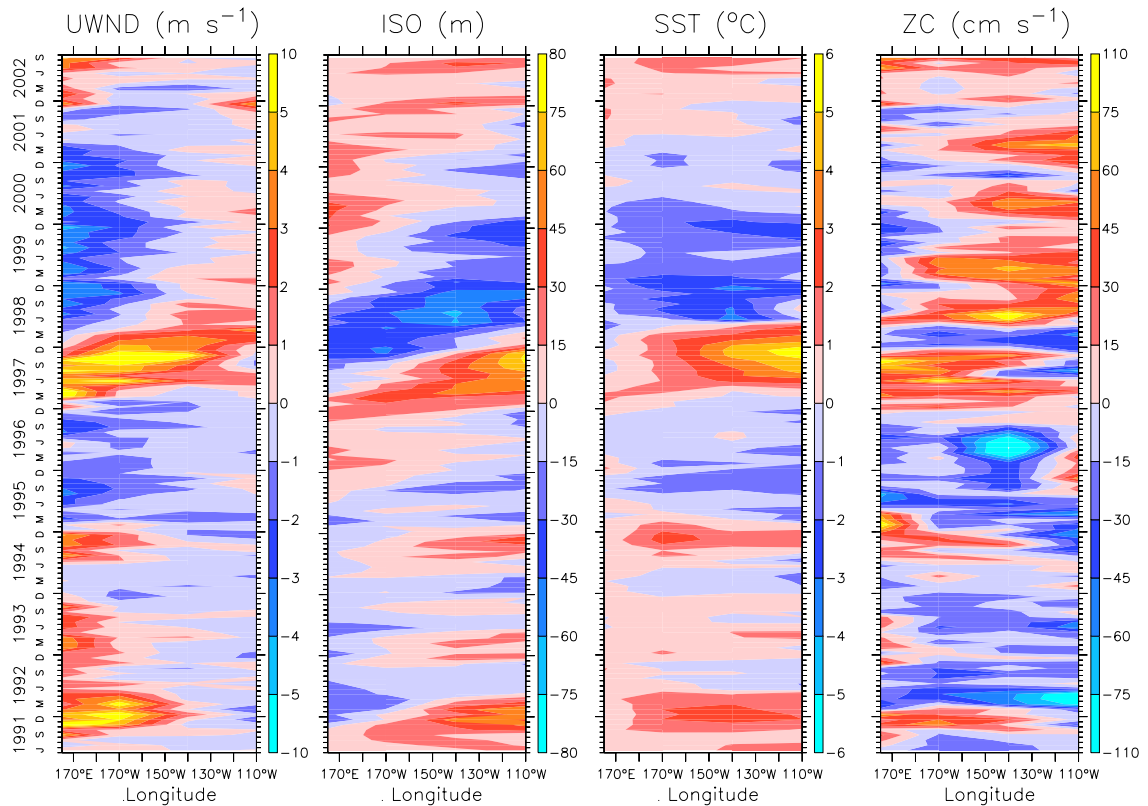 UWND (m s⁻¹)
ISO (m)
SST (°C)
ZC (cm s⁻¹)
2002
2001
2000
1999
1998
1997
1996
1995
1994
1993
1992
1991
S
J
M
D
S
J
M
D
S
J
M
D
S
J
M
D
S
J
M
D
S
J
M
D
S
J
M
D
S
J
M
D
S
J
M
D
S
J
M
D
S
J
M
D
S
J
10
5
4
3
2
1
0
−1
−2
−3
−4
−5
−10
80
75
60
45
30
15
0
−15
−30
−45
−60
−75
−80
6
5
4
3
2
1
0
−1
−2
−3
−4
−5
−6
110
75
60
45
30
15
0
−15
−30
−45
−60
−75
−110
170°E 170°W 150°W 130°W 110°W
170°E 170°W 150°W 130°W 110°W
170°E 170°W 150°W 130°W 110°W
170°E 170°W 150°W 130°W 110°W
.Longitude
. Longitude
. Longitude
Longitude